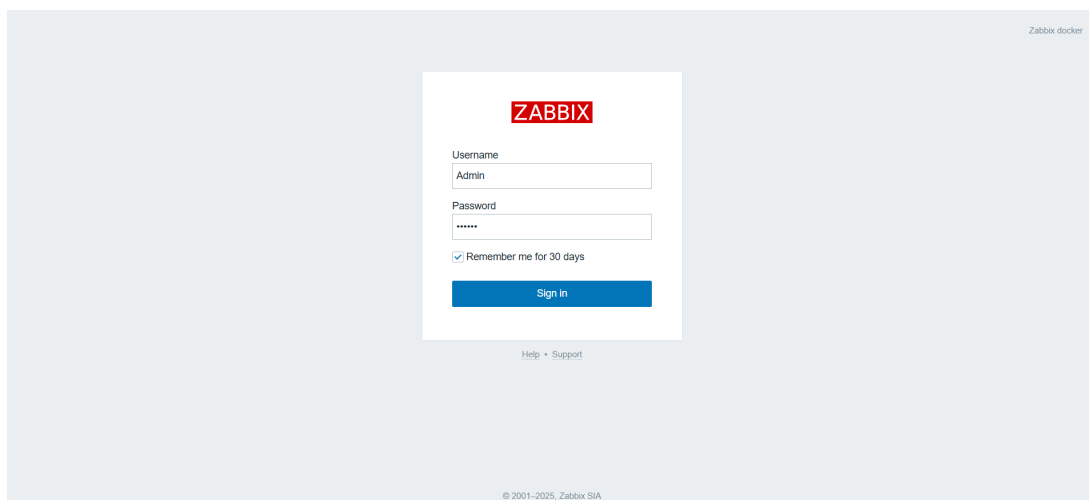 Zabbix docker
ZABBIX
Username
Admin
Password
••••••
Remember me for 30 days
Sign in
Help • Support
© 2001–2025, Zabbix SIA